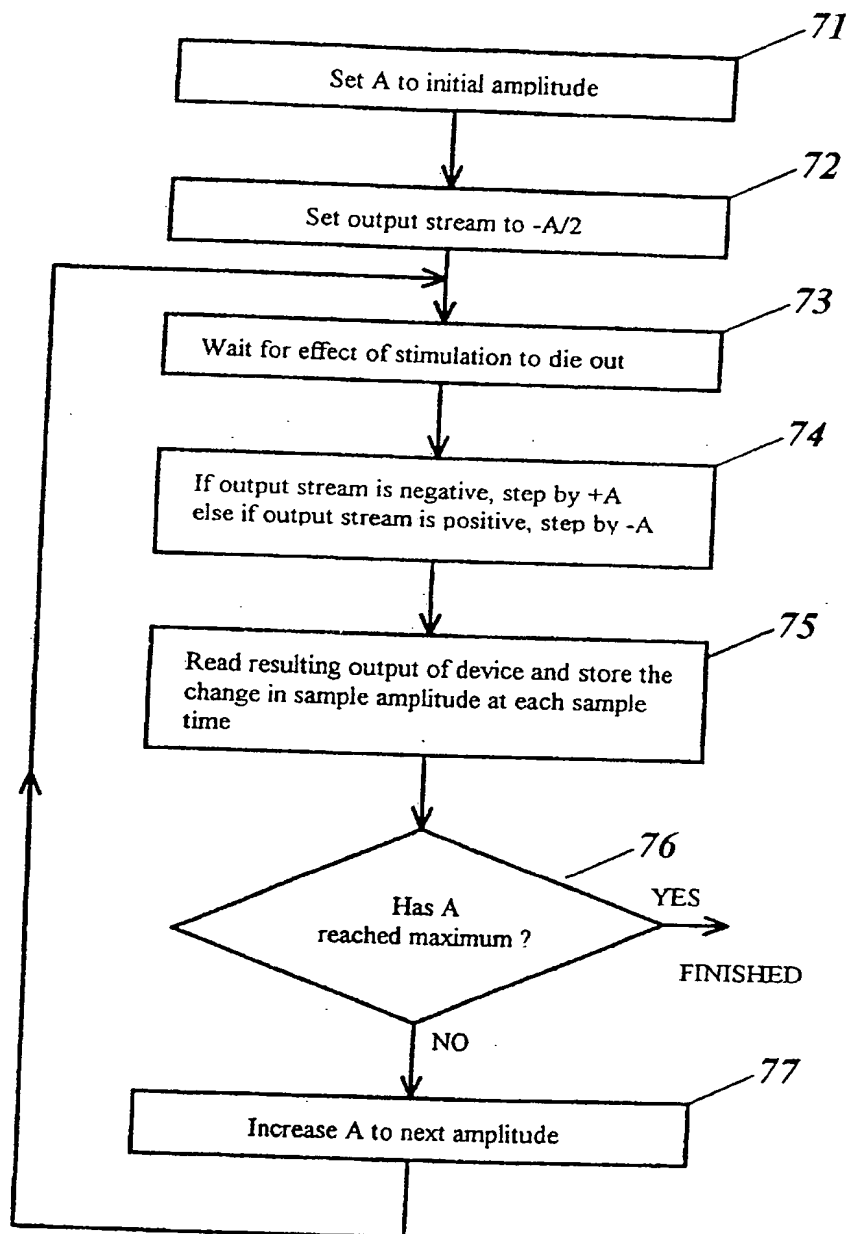 71
Set A to initial amplitude
72
Set output stream to -A/2
73
Wait for effect of stimulation to die out
74
If output stream is negative, step by +A
else if output stream is positive, step by -A
75
Read resulting output of device and store the
change in sample amplitude at each sample
time
76
Has A
reached maximum ?
YES
FINISHED
NO
77
Increase A to next amplitude